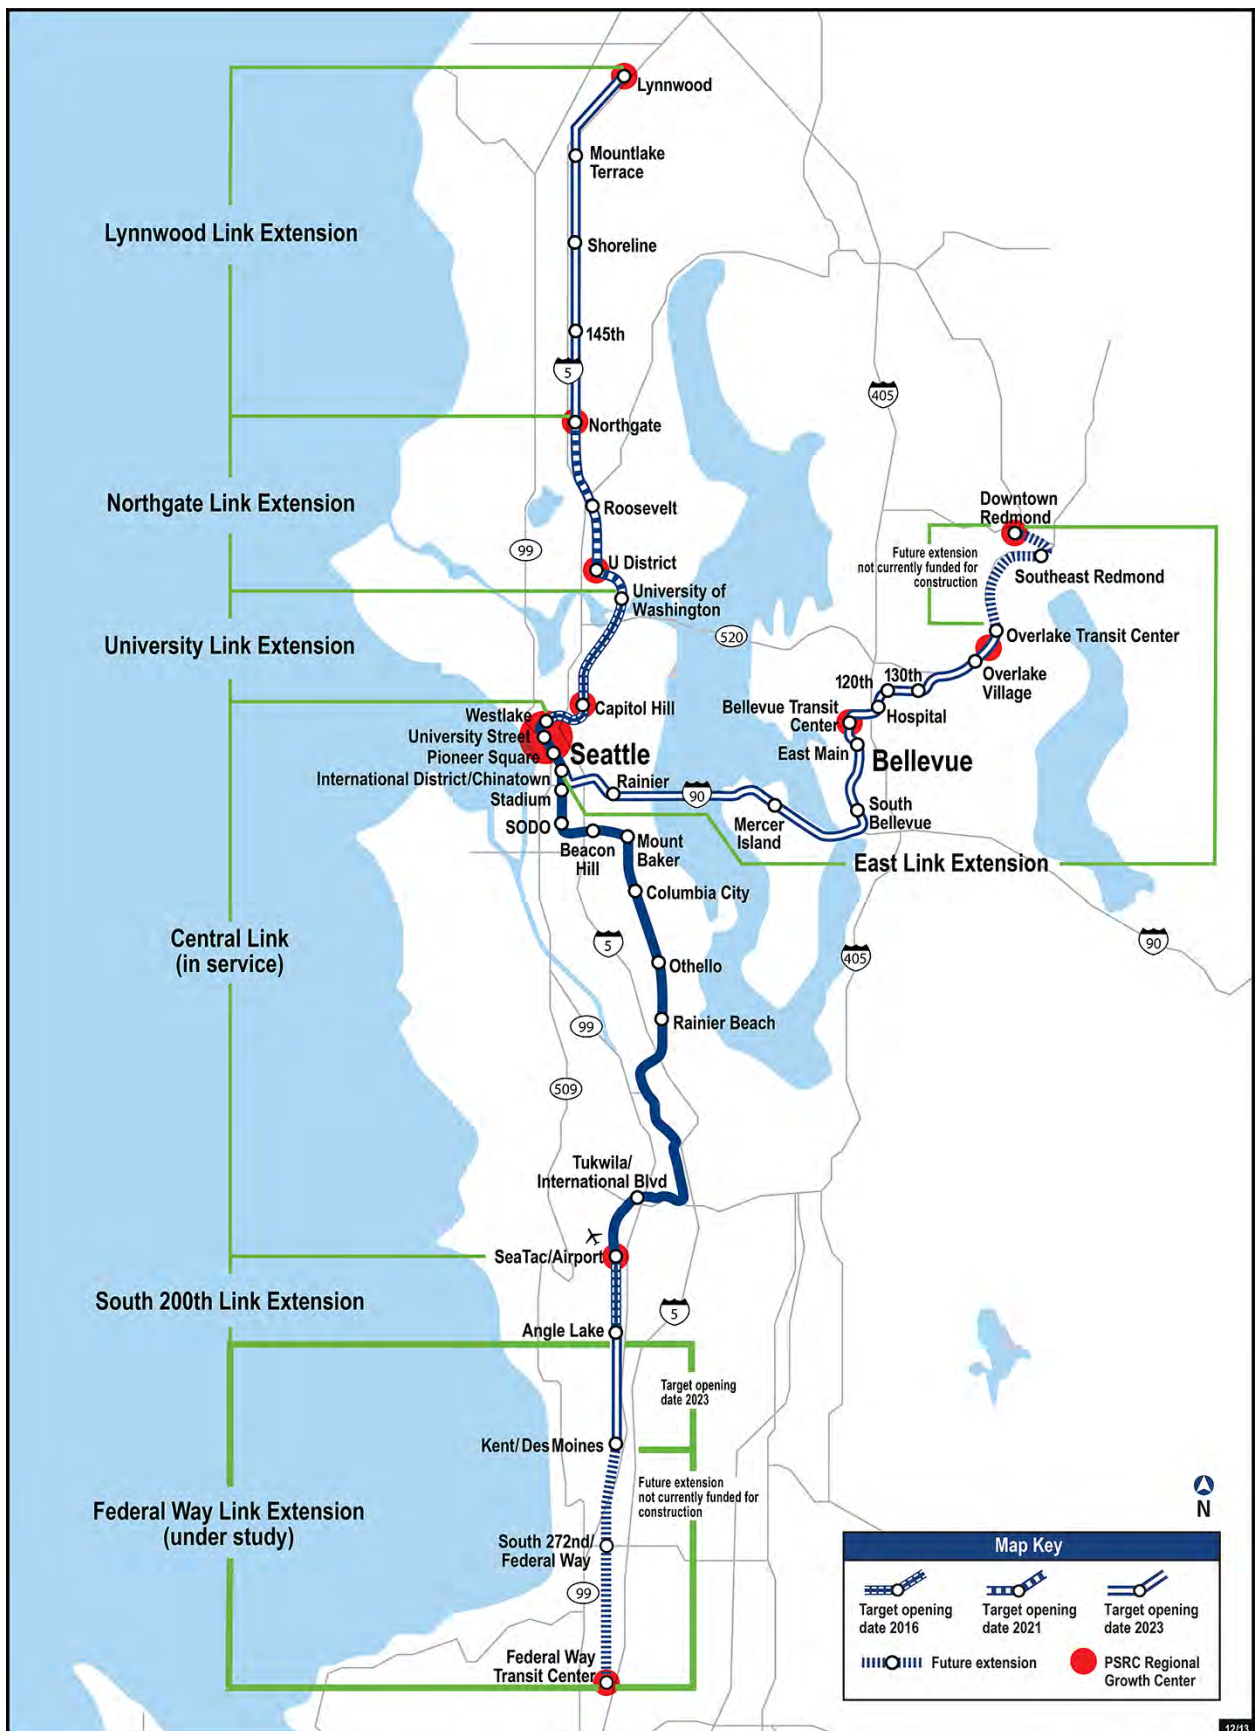 Lynnwood
Mountlake
Terrace
Lynnwood Link Extension
Shoreline
145th
5
405
Northgate
Northgate Link Extension
Roosevelt
Downtown
Redmond
99
Future extension
not currently funded for
construction
U District
Southeast Redmond
University of
Washington
University Link Extension
520
Overlake Transit Center
Overlake
Village
120th
130th
Capitol Hill
Bellevue Transit
Center
Hospital
Westlake
University Street
Pioneer Square
Seattle
East Main
Bellevue
International District/Chinatown
Stadium
Rainier
90
SODO
Beacon
Hill
Mount
Baker
Mercer
Island
South
Bellevue
East Link Extension
Columbia City
Central Link
(in service)
5
405
90
Othello
99
Rainier Beach
509
Tukwila/
International Blvd
SeaTac/Airport
South 200th Link Extension
5
Angle Lake
Target opening
date 2023
Kent/Des Moines
Future extension
not currently funded for
construction
Federal Way Link Extension
(under study)
South 272nd/
Federal Way
99
Federal Way
Transit Center
N
Map Key
Target opening
date 2016
Target opening
date 2021
Target opening
date 2023
Future extension
PSRC Regional
Growth Center
12/13